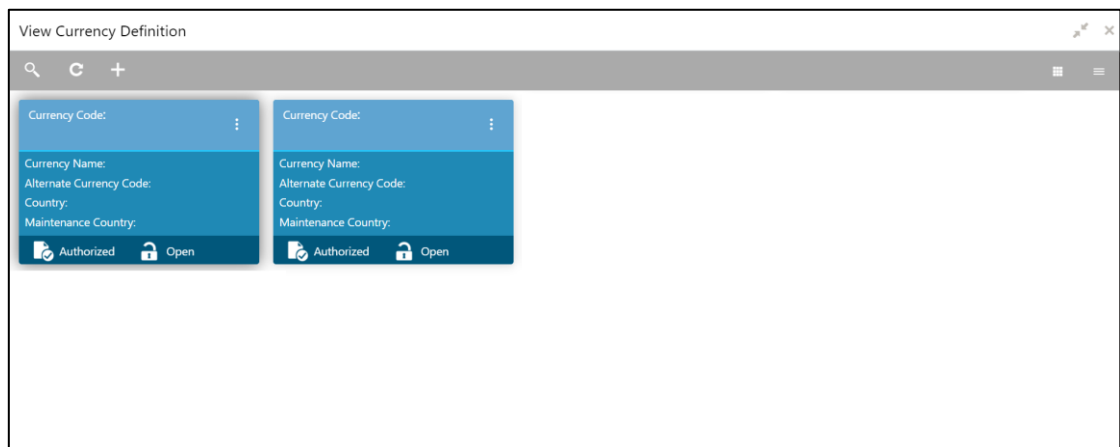 View Currency Definition
Currency Code:
Currency Name:
Alternate Currency Code:
Country:
Maintenance Country:
Authorized Open
Currency Code:
Currency Name:
Alternate Currency Code:
Country:
Maintenance Country:
Authorized Open